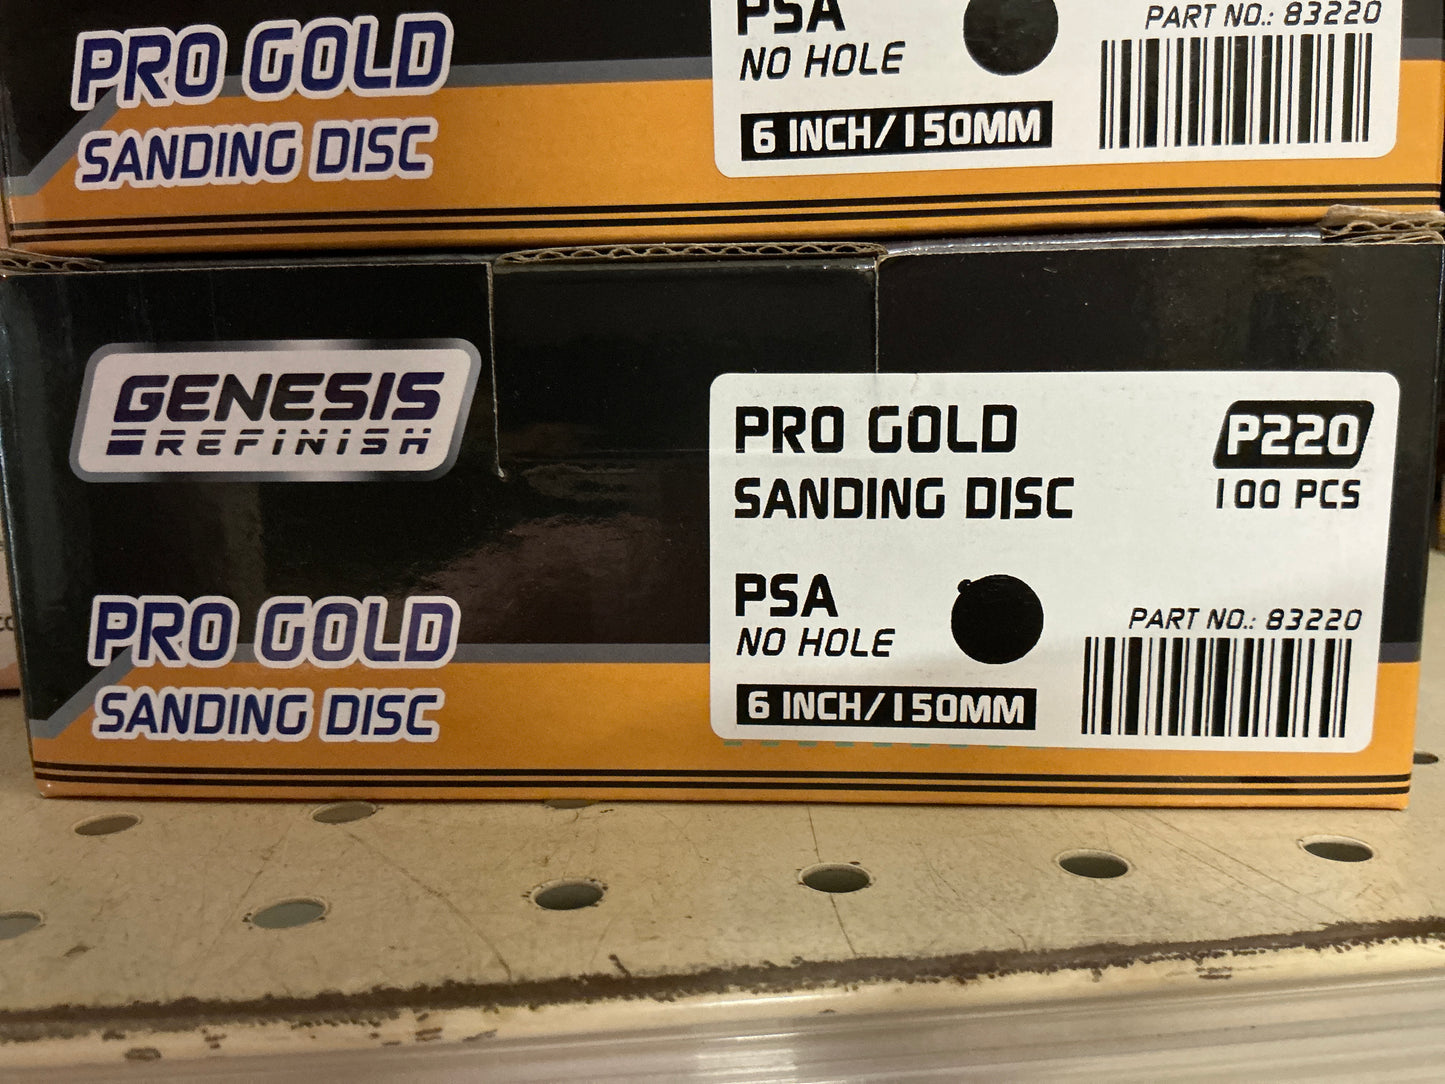 PRO GOLD
SANDING DISC
PSA
NO HOLE
6 INCH/150MM
PART NO.: 83220
GENESIS
REFINISH
PRO GOLD
SANDING DISC
PRO GOLD
SANDING DISC
P220
100 PCS
PSA
NO HOLE
6 INCH/150MM
PART NO.: 83220